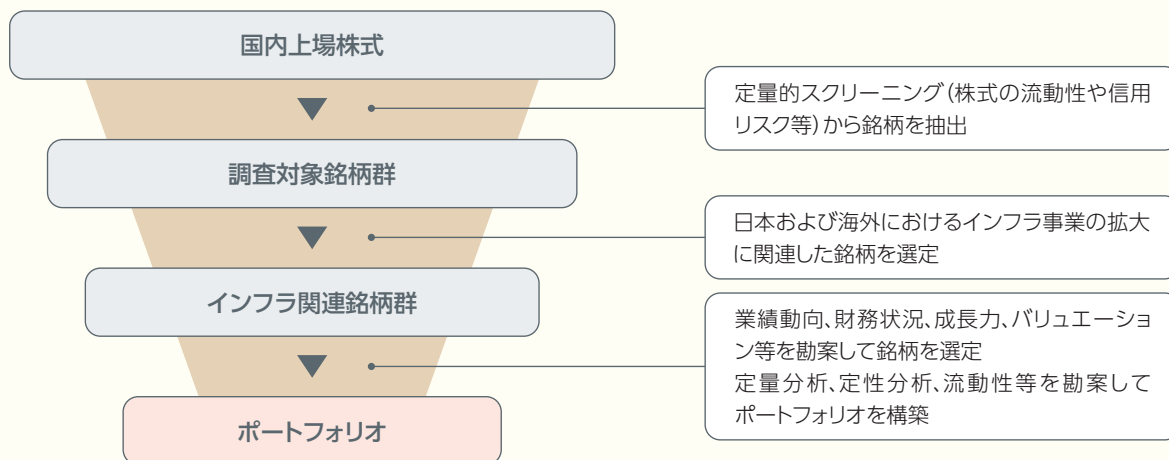 国内上場株式
定量的スクリーニング(株式の流動性や信用
リスク等)から銘柄を抽出
調査対象銘柄群
日本および海外におけるインフラ事業の拡大
に関連した銘柄を選定
インフラ関連銘柄群
業績動向、財務状況、成長力、バリュエーショ
ン等を勘案して銘柄を選定
定量分析、定性分析、流動性等を勘案して
ポートフォリオを構築
ポートフォリオ